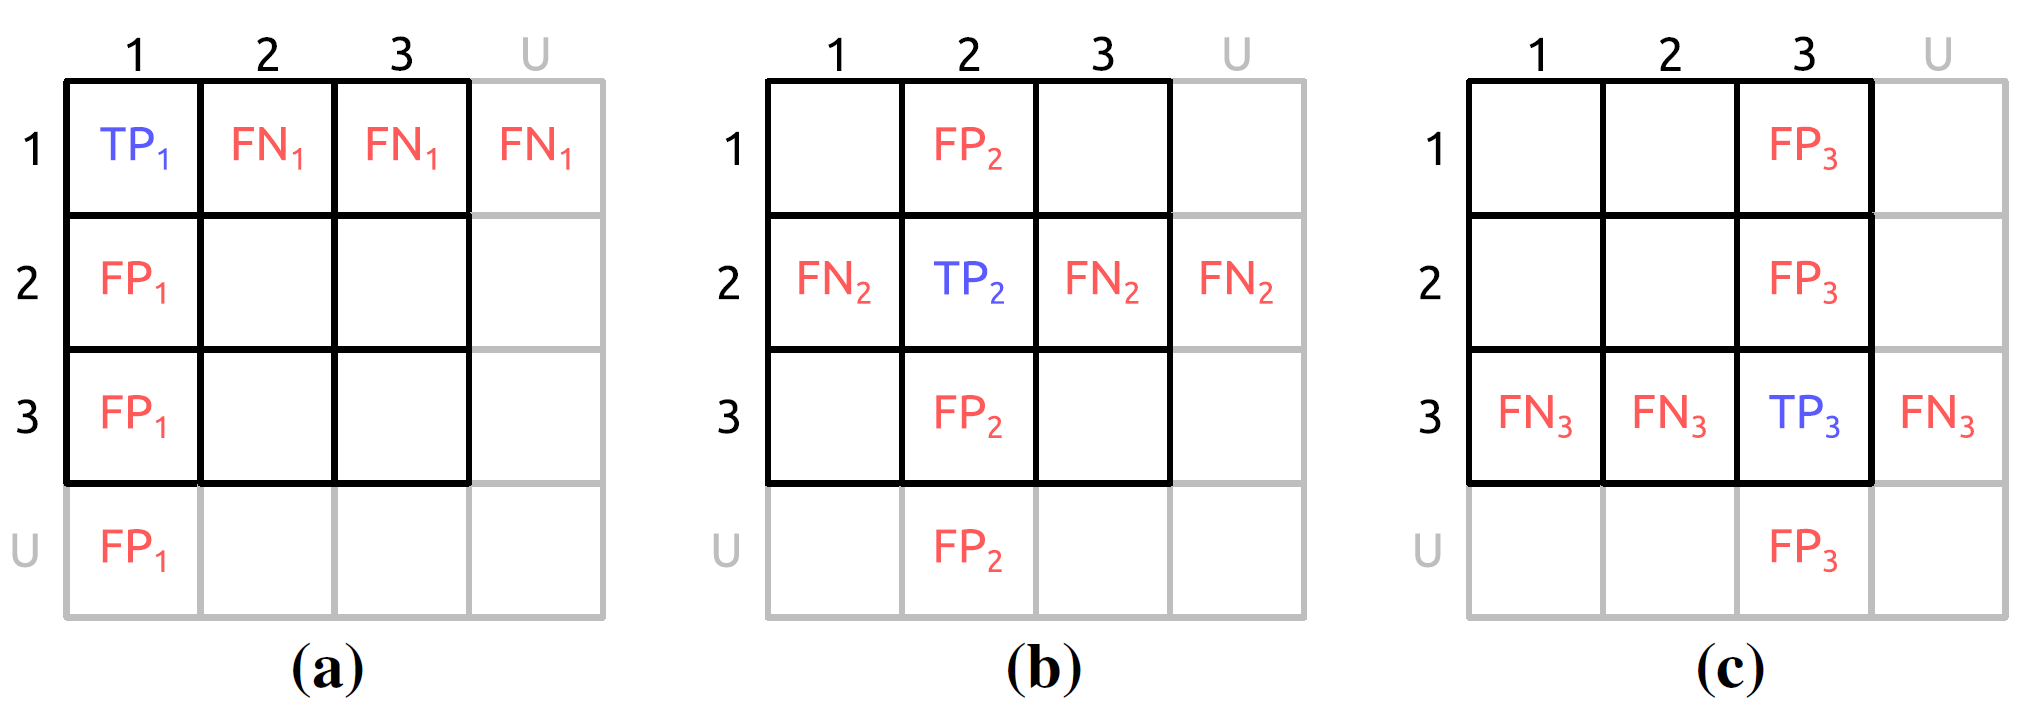 1 2 3 U 1 2 3 U 1 2 3 U
1 TP1 FN1 FN1 FN1 1 FP2 1 FP3
2 FP1 2 FN2 TP2 FN2 FN2 2 FP3
3 FP1 3 FP2 3 FN3 FN3 TP3 FN3
U FP1 U FP2 U FP3
(a) (b) (c)